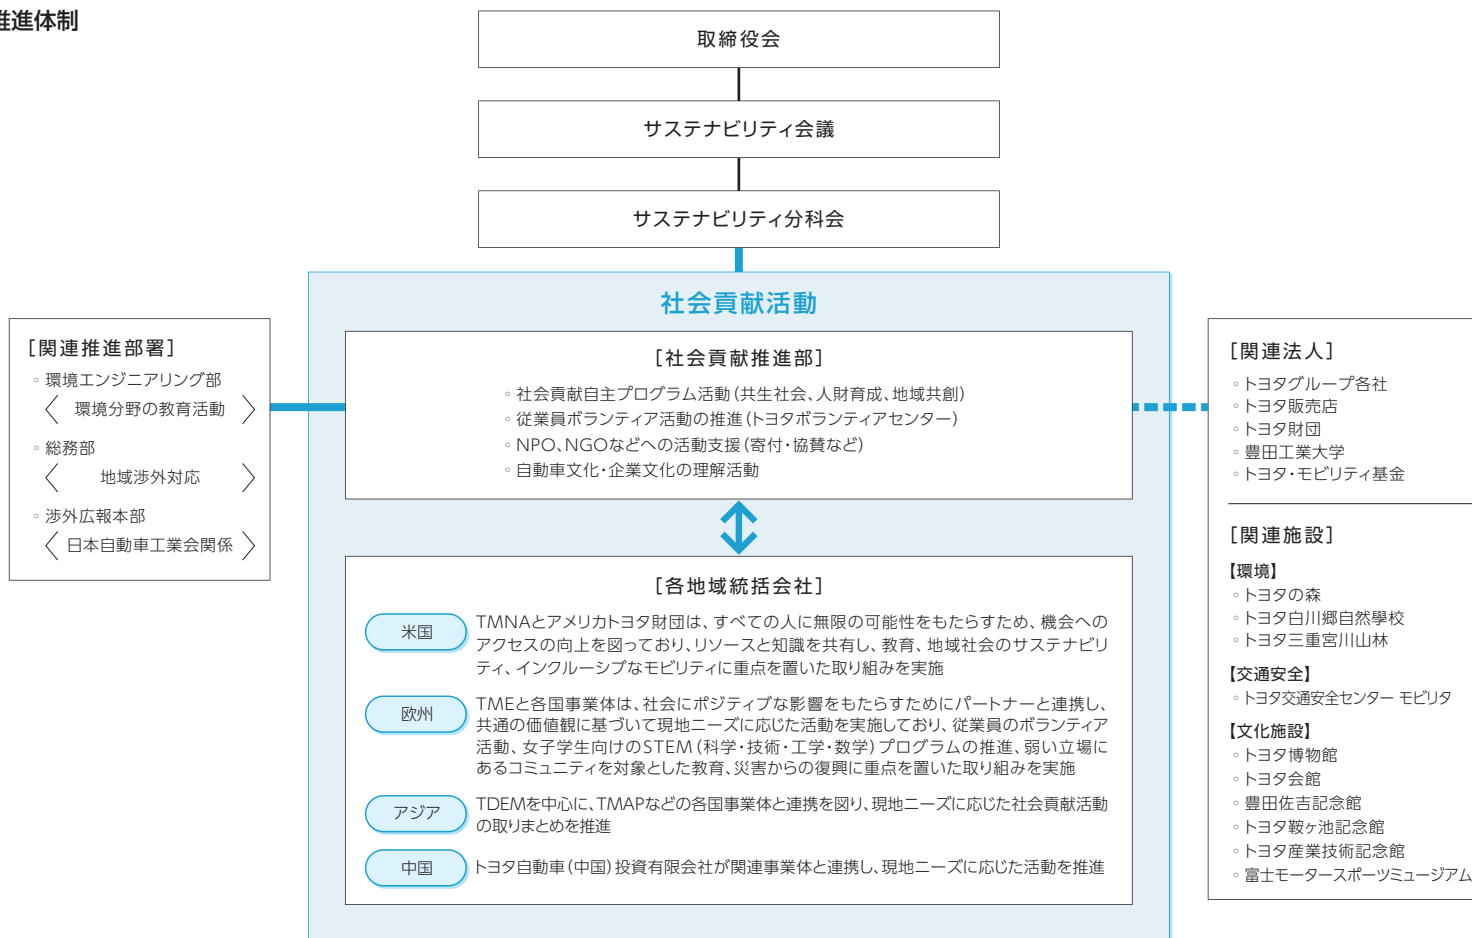 推進体制
取締役会
サステナビリティ会議
サステナビリティ分科会
社会貢献活動
［関連推進部署］
◦環境エンジニアリング部
〈 環境分野の教育活動 〉
◦総務部
〈 地域渉外対応 〉
◦渉外広報本部
〈 日本自動車工業会関係 〉
［社会貢献推進部］
◦社会貢献自主プログラム活動（共生社会、人財育成、地域共創）
◦従業員ボランティア活動の推進（トヨタボランティアセンター）
◦NPO、NGOなどへの活動支援（寄付・協賛など）
◦自動車文化・企業文化の理解活動
［各地域統括会社］
米国
TMNAとアメリカトヨタ財団は、すべての人に無限の可能性をもたらすため、機会への
アクセスの向上を図っており、リソースと知識を共有し、教育、地域社会のサステナビリ
ティ、インクルーシブなモビリティに重点を置いた取り組みを実施
欧州
TMEと各国事業体は、社会にポジティブな影響をもたらすためにパートナーと連携し、
共通の価値観に基づいて現地ニーズに応じた活動を実施しており、従業員のボランティア
活動、女子学生向けのSTEM（科学・技術・工学・数学）プログラムの推進、弱い立場に
あるコミュニティを対象とした教育、災害からの復興に重点を置いた取り組みを実施
アジア
TDEMを中心に、TMAPなどの各国事業体と連携を図り、現地ニーズに応じた社会貢献活動
の取りまとめを推進
中国
トヨタ自動車（中国）投資有限会社が関連事業体と連携し、現地ニーズに応じた活動を推進
［関連法人］
◦トヨタグループ各社
◦トヨタ販売店
◦トヨタ財団
◦豊田工業大学
◦トヨタ・モビリティ基金
［関連施設］
【環境】
◦トヨタの森
◦トヨタ白川郷自然學校
◦トヨタ三重宮川山林
【交通安全】
◦トヨタ交通安全センター モビリタ
【文化施設】
◦トヨタ博物館
◦トヨタ会館
◦豊田佐吉記念館
◦トヨタ鞍ヶ池記念館
◦トヨタ産業技術記念館
◦富士モータースポーツミュージアム